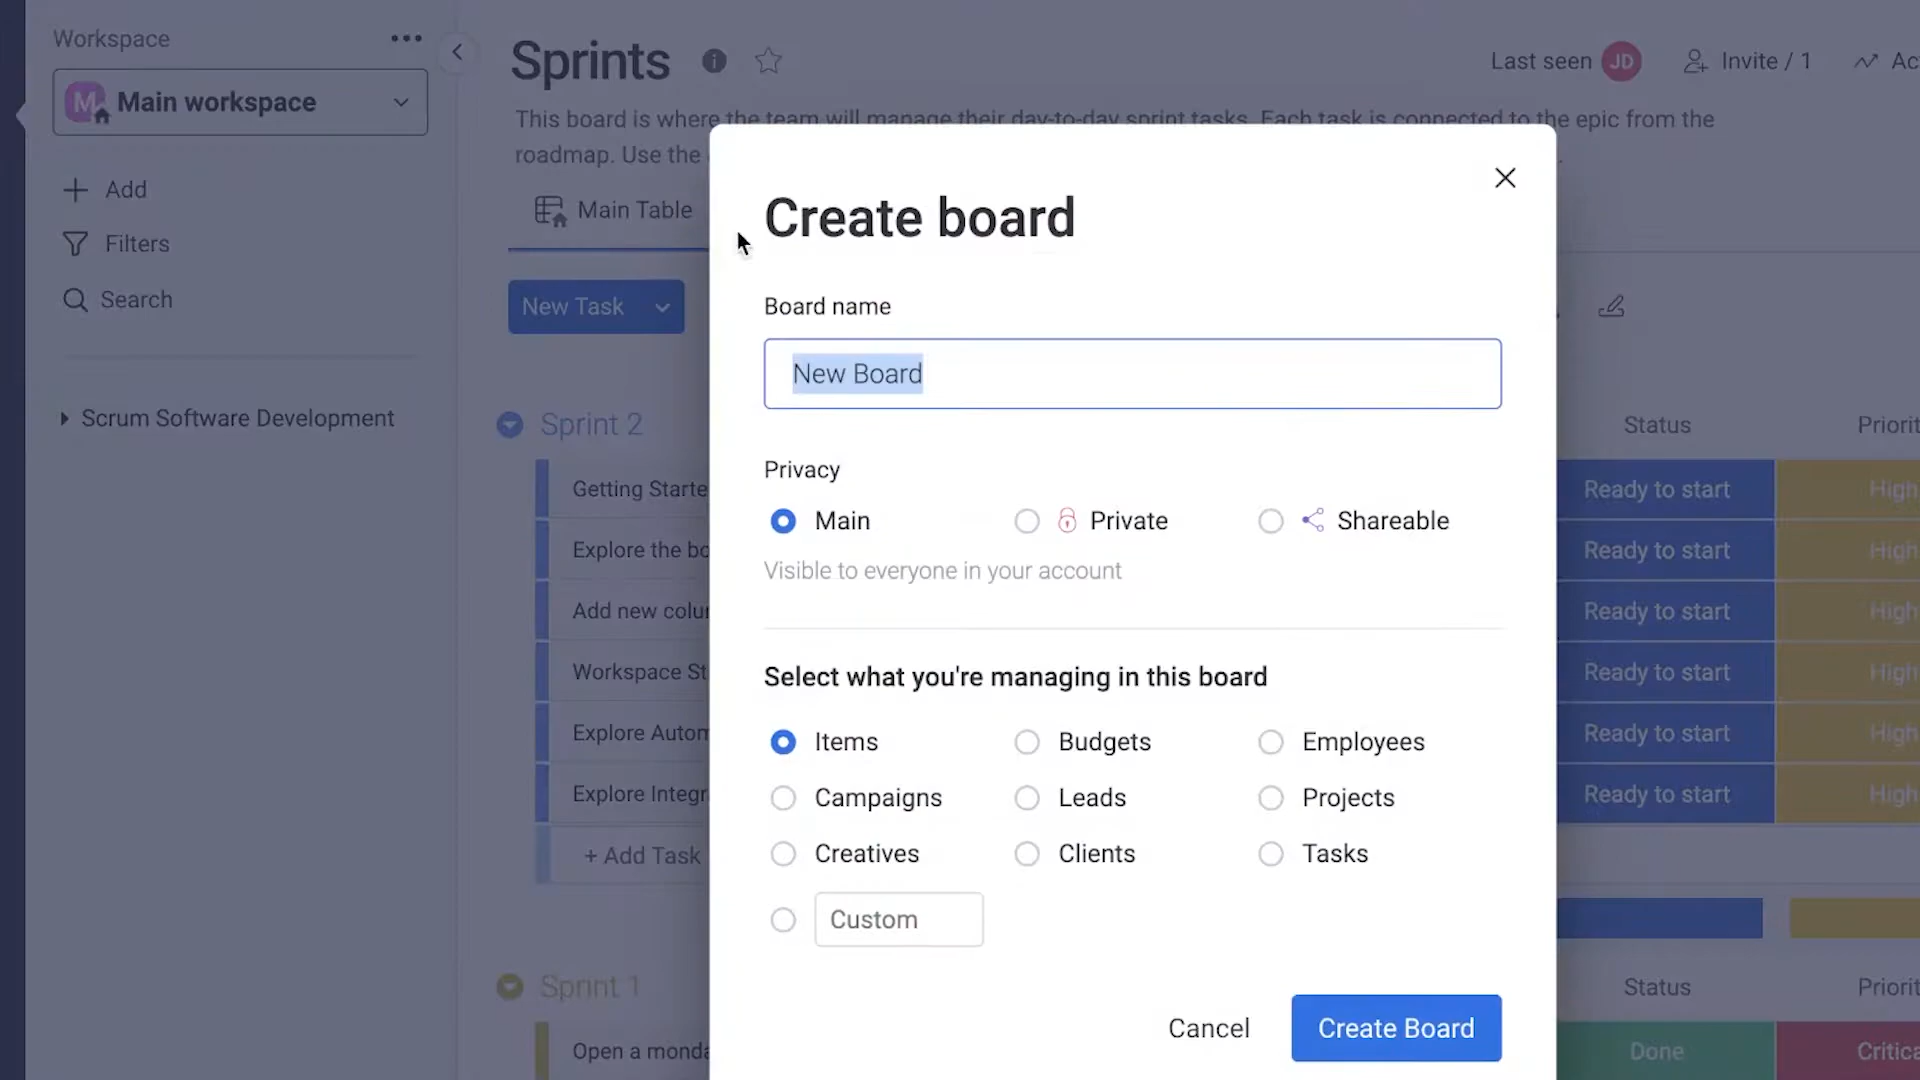 Workspace
M Main workspace
Add
Filters
Search
Scrum Software Development
Sprints
Last seen JD Invite / 1
This board is where the team will manage their day-to-day sprint tasks. Each task is connected to the epic from the
roadmap. Use the
Main Table
New Task
Sprint 2
Status
Getting Starte
Ready to start High
Explore the bo
Ready to start High
Add new colu
Ready to start High
Workspace St
Ready to start High
Explore Autom
Ready to start High
Explore Integr
Ready to start High
+ Add Task
Sprint 1
Status
Open a monda
Done
Create board
Board name
New Board
Privacy
Main Private Shareable
Visible to everyone in your account
Select what you're managing in this board
Items Budgets Employees
Campaigns Leads Projects
Creatives Clients Tasks
Custom
Cancel Create Board